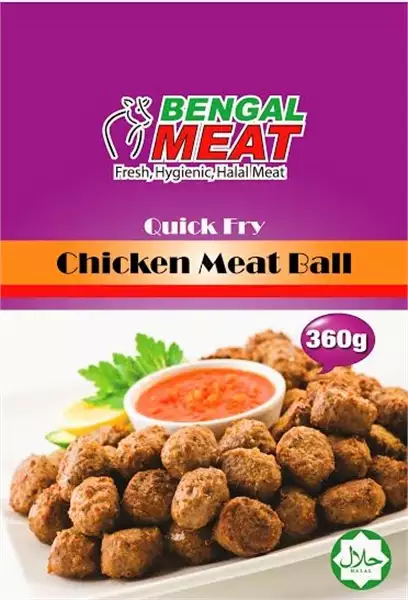 BENGAL
MEAT
Fresh, Hygienic, Halal Meat
Quick Fry
Chicken Meat Ball
360g
حلال
HALAL